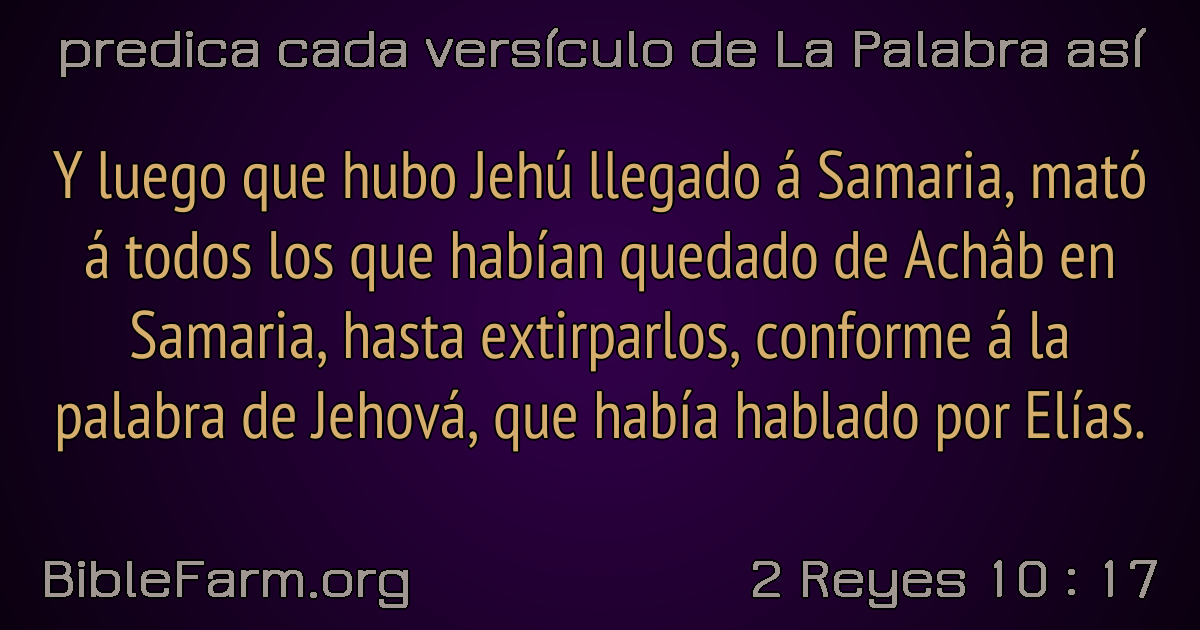 predica cada versículo de La Palabra así
Y luego que hubo Jehú llegado á Samaria, mató
á todos los que habían quedado de Achâb en
Samaria, hasta extirparlos, conforme á la
palabra de Jehová, que había hablado por Elías.
BibleFarm.org
2 Reyes 10 : 17